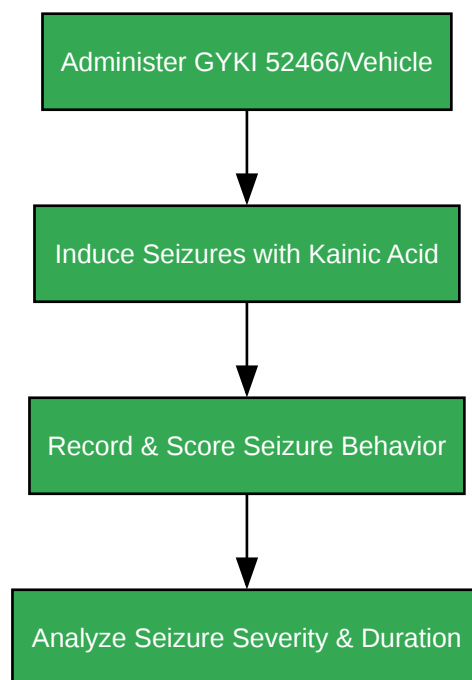 Administer GYKI 52466/Vehicle
Induce Seizures with Kainic Acid
Record & Score Seizure Behavior
Analyze Seizure Severity & Duration